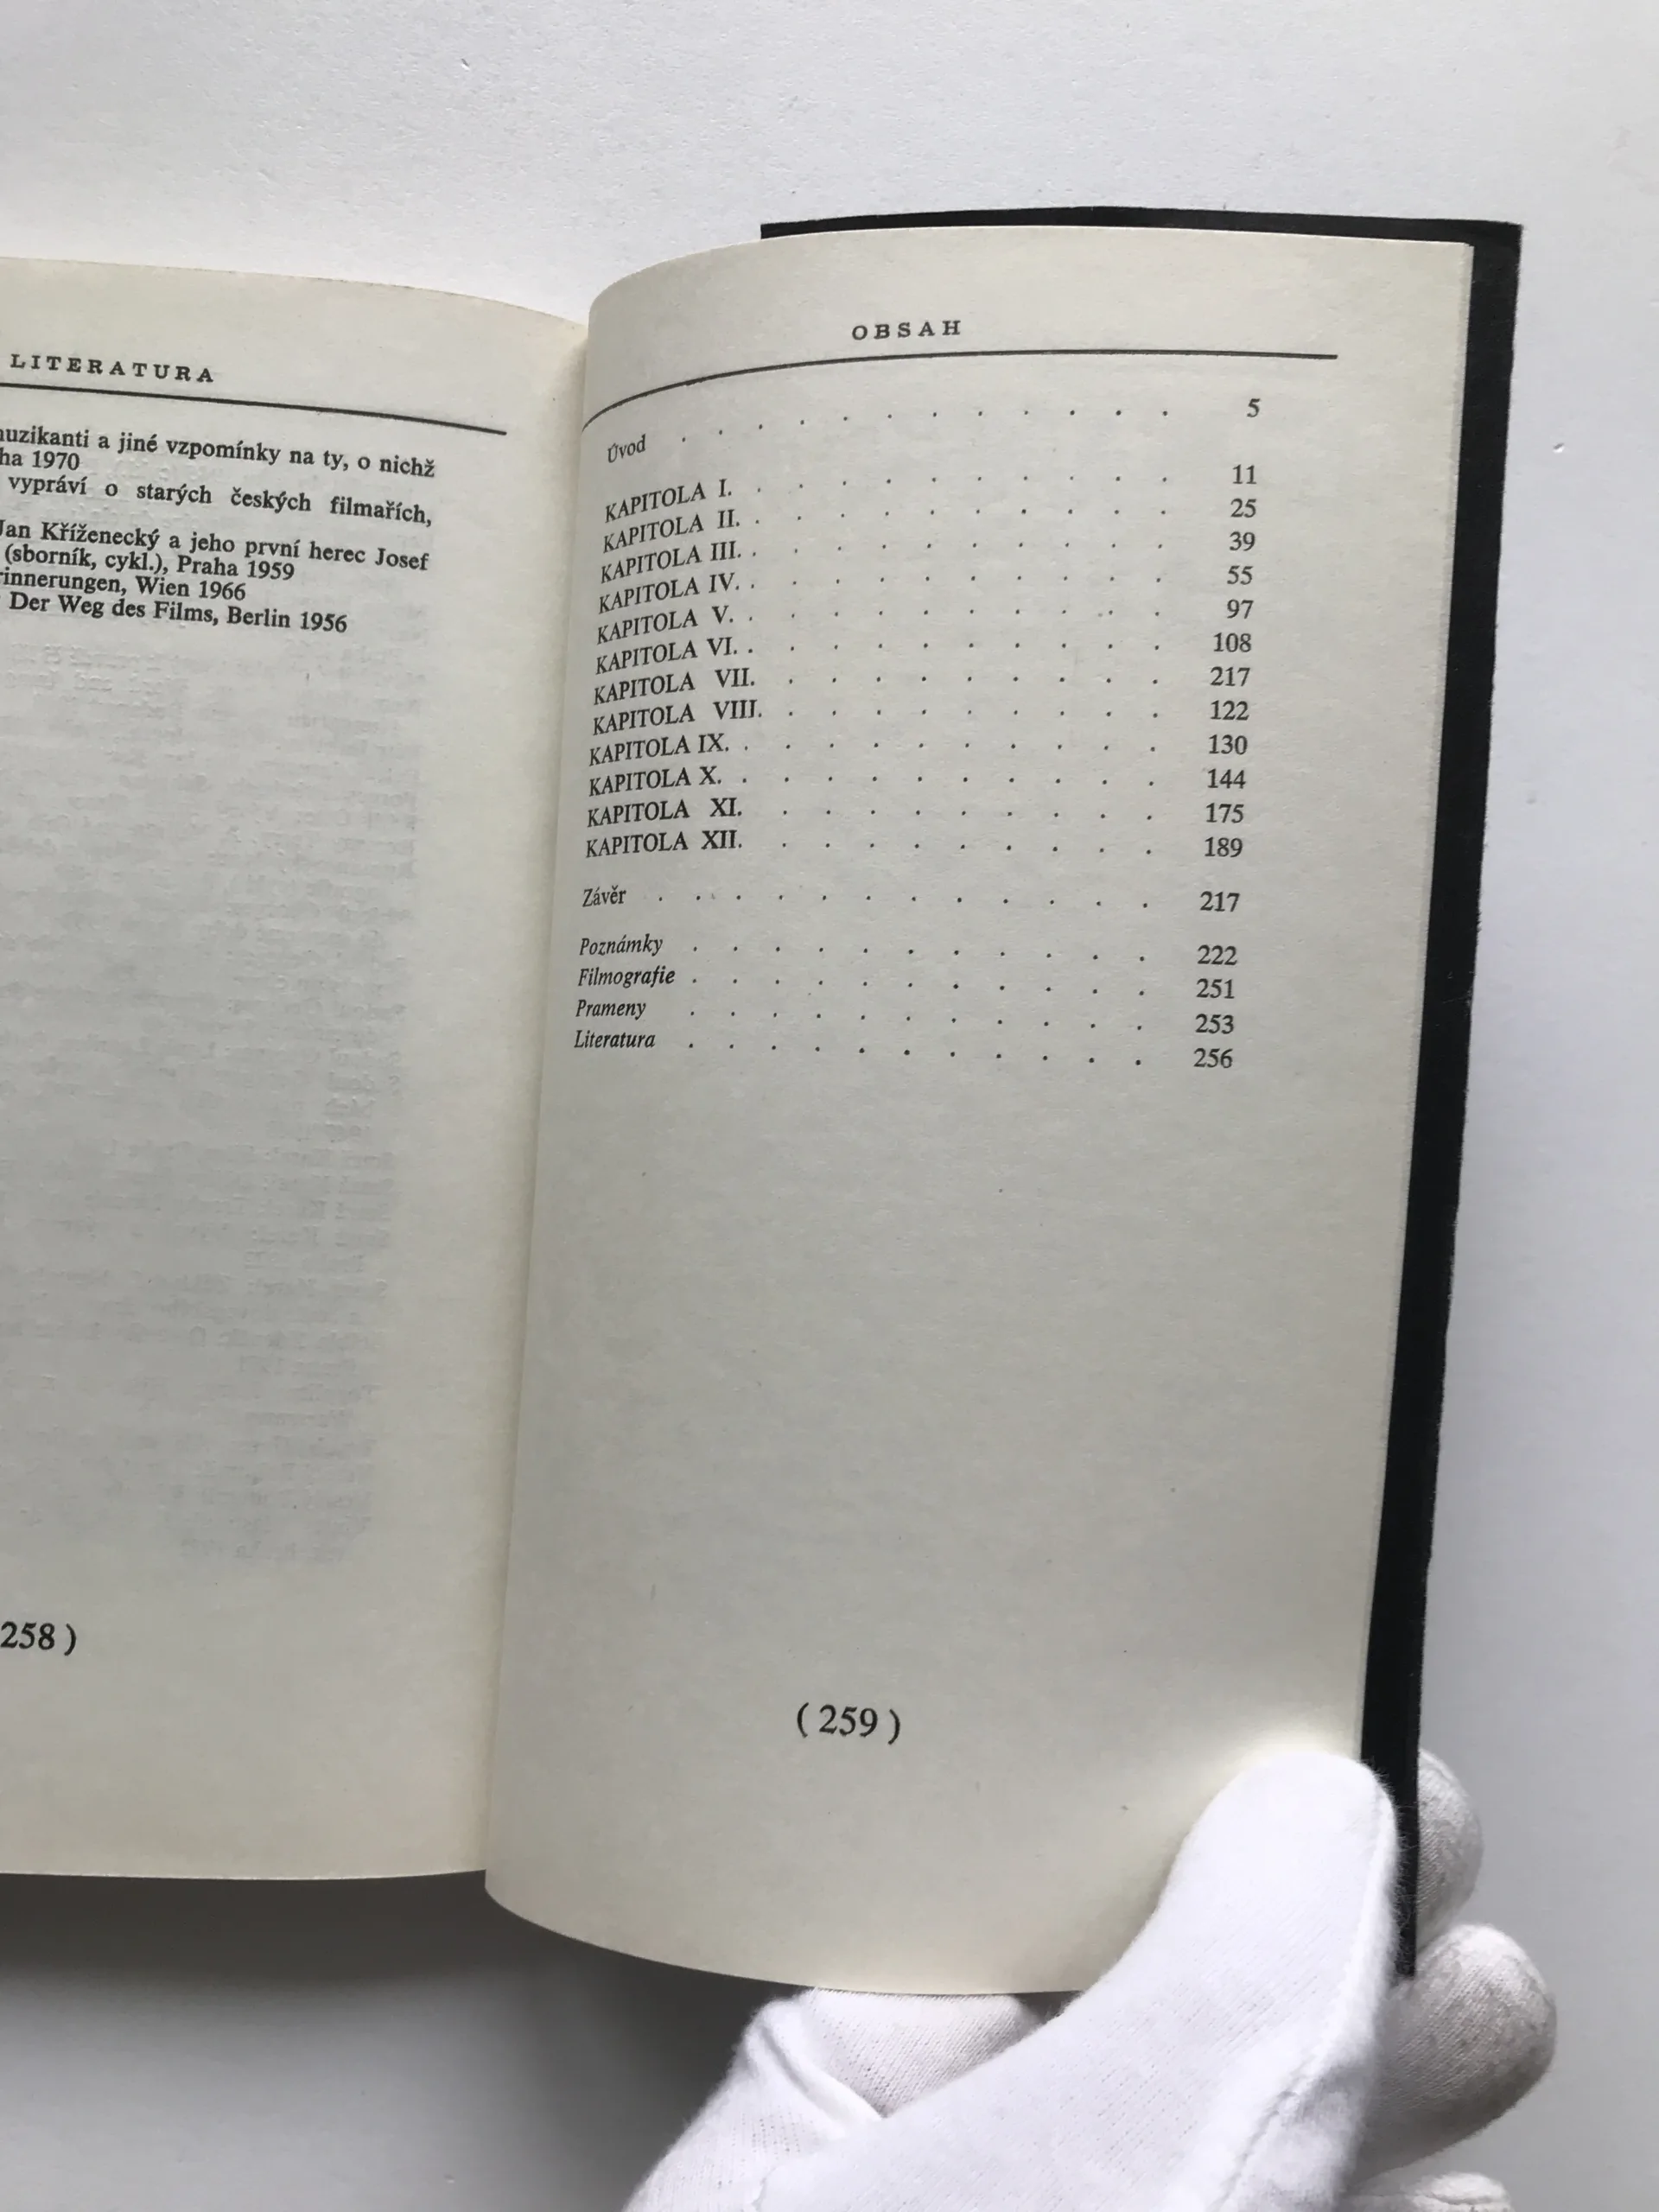 LITERATURA
muzikanti a jiné vzpomínky na ty, o nichž
1970
vypráví o starých českých filmařích,
Jan Kříženecký a jeho první herec Josef
(sborník, cykl.), Praha 1959
Wien 1966
Der Weg des Films, Berlin 1956
258 )
OBSAH
Úvod . . . . . . . . . . . . 5
KAPITOLA I. . . . . . . . . . . 11
KAPITOLA II. . . . . . . . . . . 25
KAPITOLA III. . . . . . . . . . . 39
KAPITOLA IV. . . . . . . . . . . 55
KAPITOLA V. . . . . . . . . . . 97
KAPITOLA VI. . . . . . . . . . . 108
KAPITOLA VII. . . . . . . . . . 217
KAPITOLA VIII. . . . . . . . . . 122
KAPITOLA IX. . . . . . . . . . . 130
KAPITOLA X. . . . . . . . . . . 144
KAPITOLA XI. . . . . . . . . . 175
KAPITOLA XII. . . . . . . . . . 189
Závěr . . . . . . . . . . . . 217
Poznámky . . . . . . . . . . . 222
Filmografie . . . . . . . . . . . 251
Prameny . . . . . . . . . . . 253
Literatura . . . . . . . . . . . 256
( 259 )